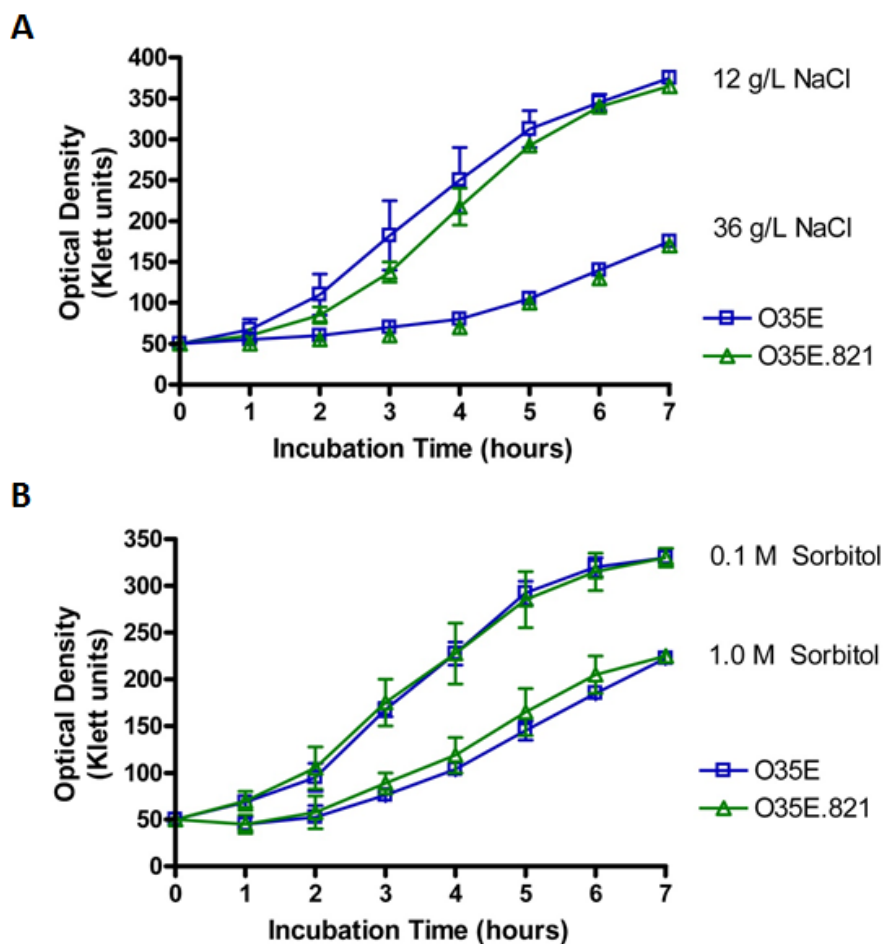 A
400
350
300
250
200
150
100
50
0
Optical Density
(Klett units)
0 1 2 3 4 5 6 7
Incubation Time (hours)
12 g/L NaCl
36 g/L NaCl
O35E
O35E.821
B
350
300
250
200
150
100
50
0
Optical Density
(Klett units)
0 1 2 3 4 5 6 7
Incubation Time (hours)
0.1 M Sorbitol
1.0 M Sorbitol
O35E
O35E.821